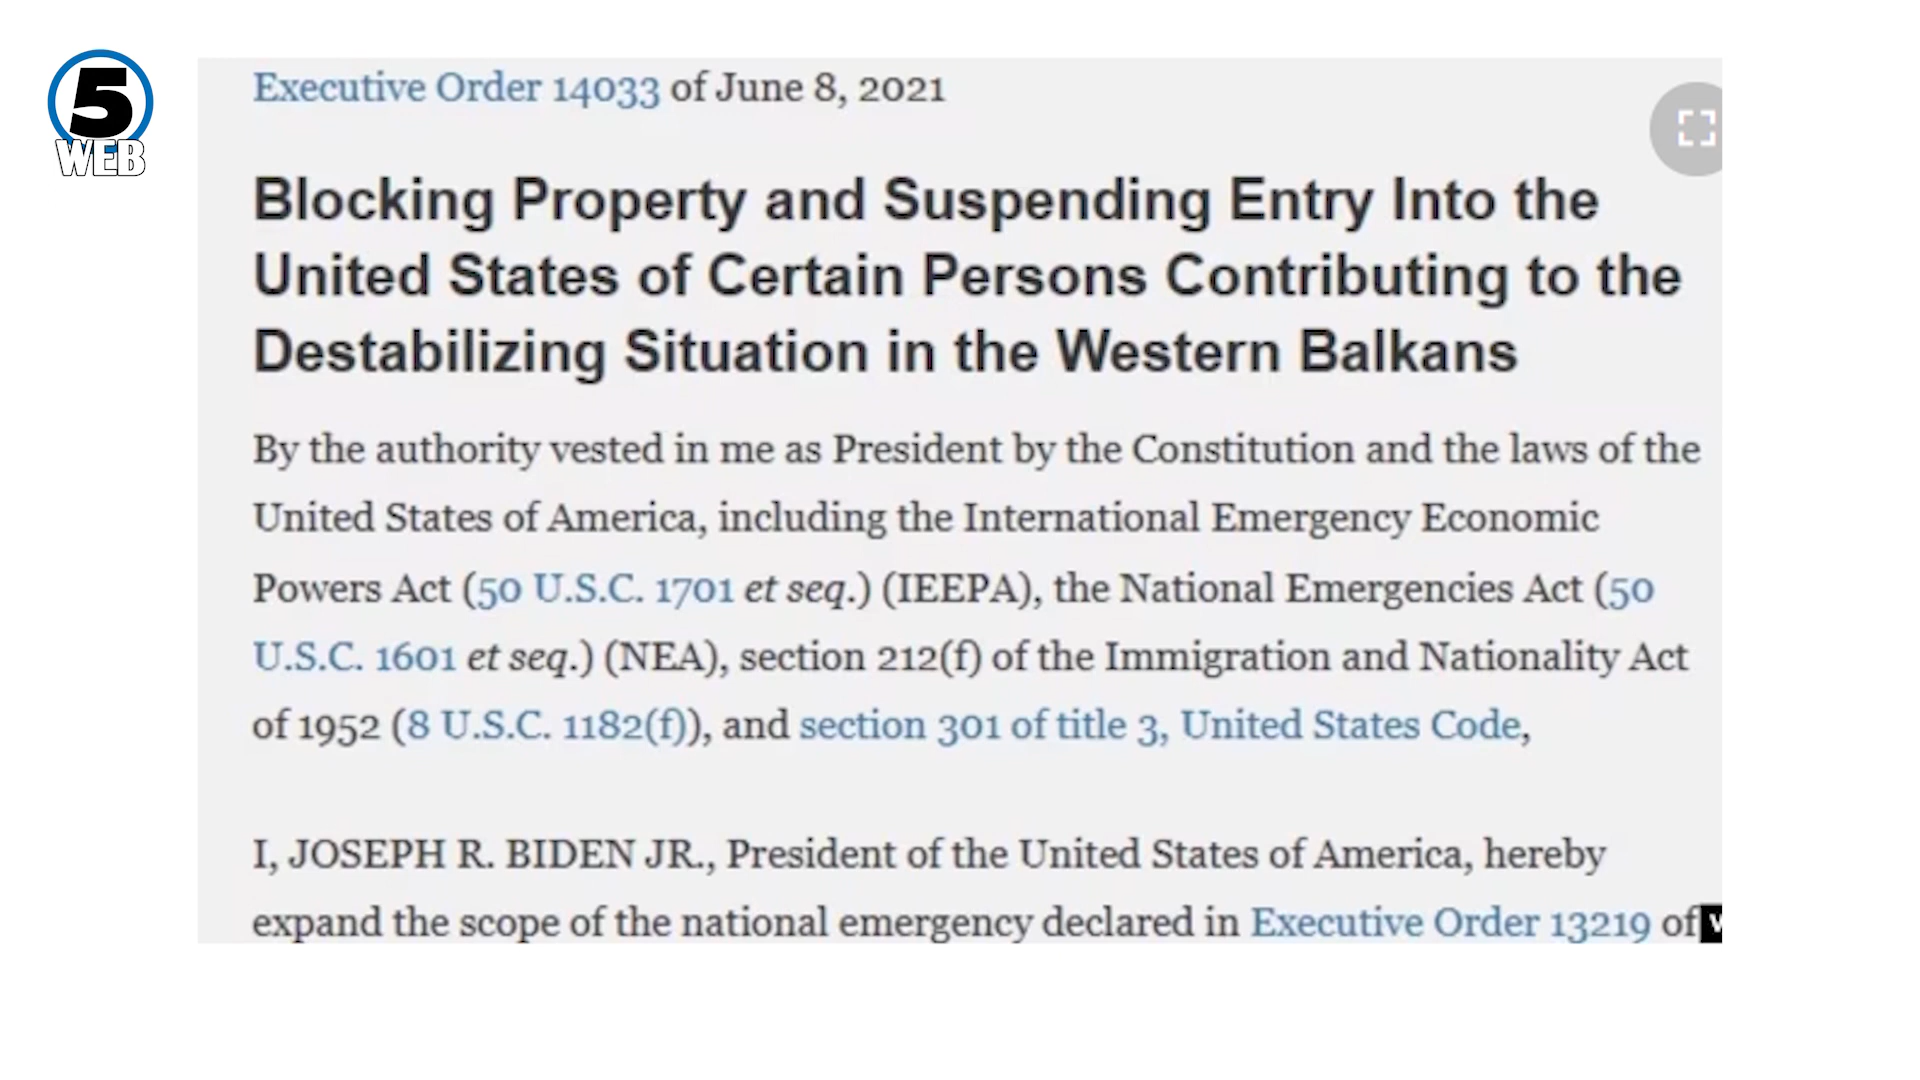 5
WEB
Executive Order 14033 of June 8, 2021
Blocking Property and Suspending Entry Into the
United States of Certain Persons Contributing to the
Destabilizing Situation in the Western Balkans
By the authority vested in me as President by the Constitution and the laws of the
United States of America, including the International Emergency Economic
Powers Act (50 U.S.C. 1701 et seq.) (IEEPA), the National Emergencies Act (50
U.S.C. 1601 et seq.) (NEA), section 212(f) of the Immigration and Nationality Act
of 1952 (8 U.S.C. 1182(f)), and section 301 of title 3, United States Code,
I, JOSEPH R. BIDEN JR., President of the United States of America, hereby
expand the scope of the national emergency declared in Executive Order 13219 of